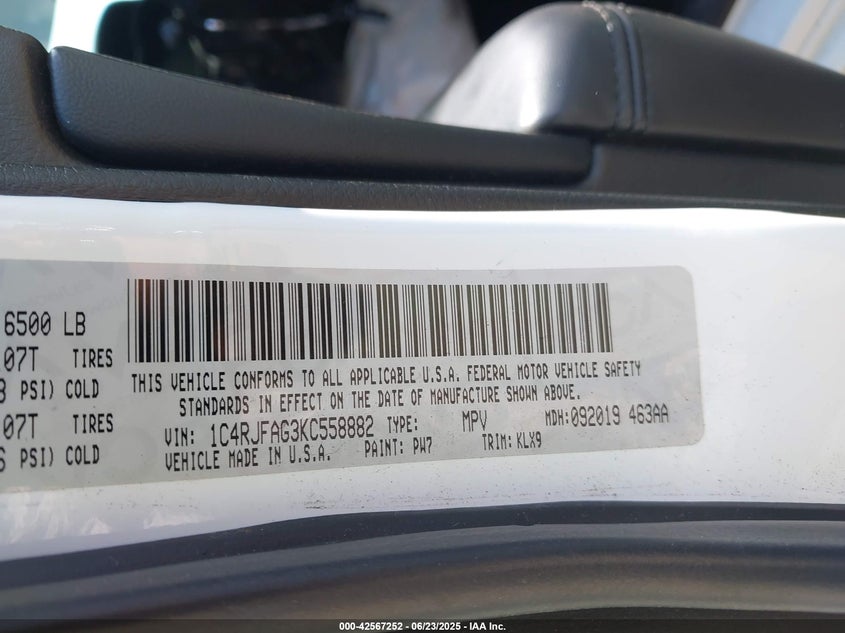 6500 LB
07T TIRES
PSI) COLD
07T TIRES
PSI) COLD
THIS VEHICLE CONFORMS TO ALL APPLICABLE U.S.A. FEDERAL MOTOR VEHICLE SAFETY
STANDARDS IN EFFECT ON THE DATE OF MANUFACTURE SHOWN ABOVE.
VIN: 1C4RJFAG3KC558882 TYPE: MPV MDH:092019 463AA
VEHICLE MADE IN U.S.A. PAINT: PW7 TRIM: KLX9
000-42567252 - 06/23/2025 - IAA Inc.